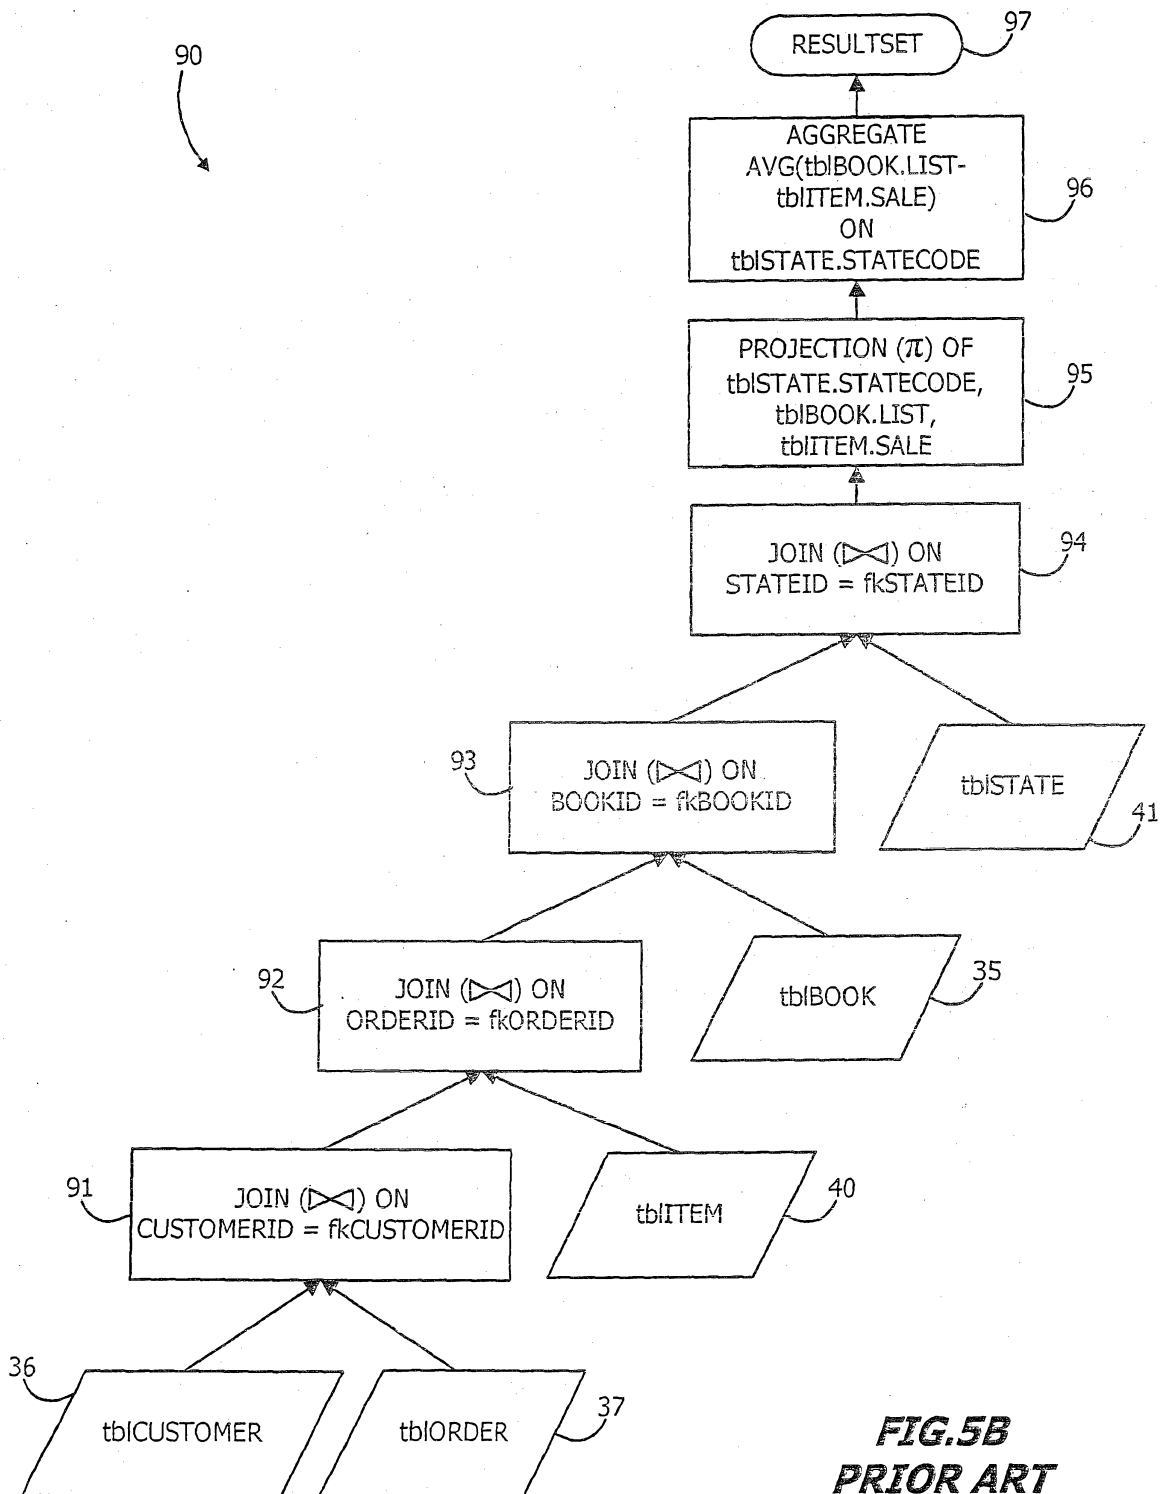 97
RESULTSET
90
AGGREGATE
AVG(tblBOOK.LIST-
tblITEM.SALE)
ON
tblSTATE.STATECODE
96
PROJECTION (π) OF
tblSTATE.STATECODE,
tblBOOK.LIST,
tblITEM.SALE
95
JOIN (▷◁) ON
STATEID = fkSTATEID
94
93
JOIN (▷◁) ON
BOOKID = fkBOOKID
tblSTATE
41
92
JOIN (▷◁) ON
ORDERID = fkORDERID
tblBOOK
35
91
JOIN (▷◁) ON
CUSTOMERID = fkCUSTOMERID
tblITEM
40
36
tblCUSTOMER
tblORDER
37
FIG.5B
PRIOR ART